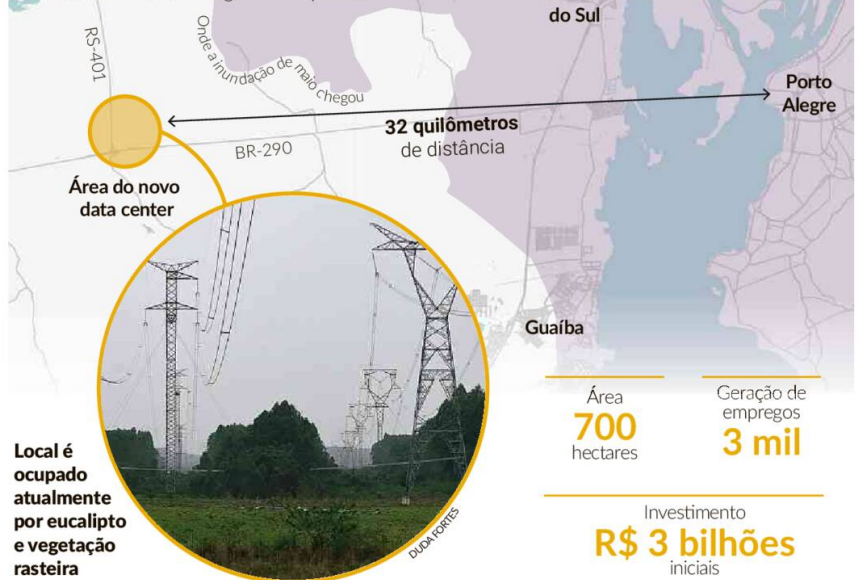 do Sul
RS-401
Onde a inundação de maio chegou
Porto
Alegre
32 quilômetros
de distância
BR-290
Área do novo
data center
Guaíba
Área
700
hectares
Geração de
empregos
3 mil
Local é
ocupado
atualmente
por eucalipto
e vegetação
rasteira
DUDA FORTES
Investimento
R$ 3 bilhões
iniciais